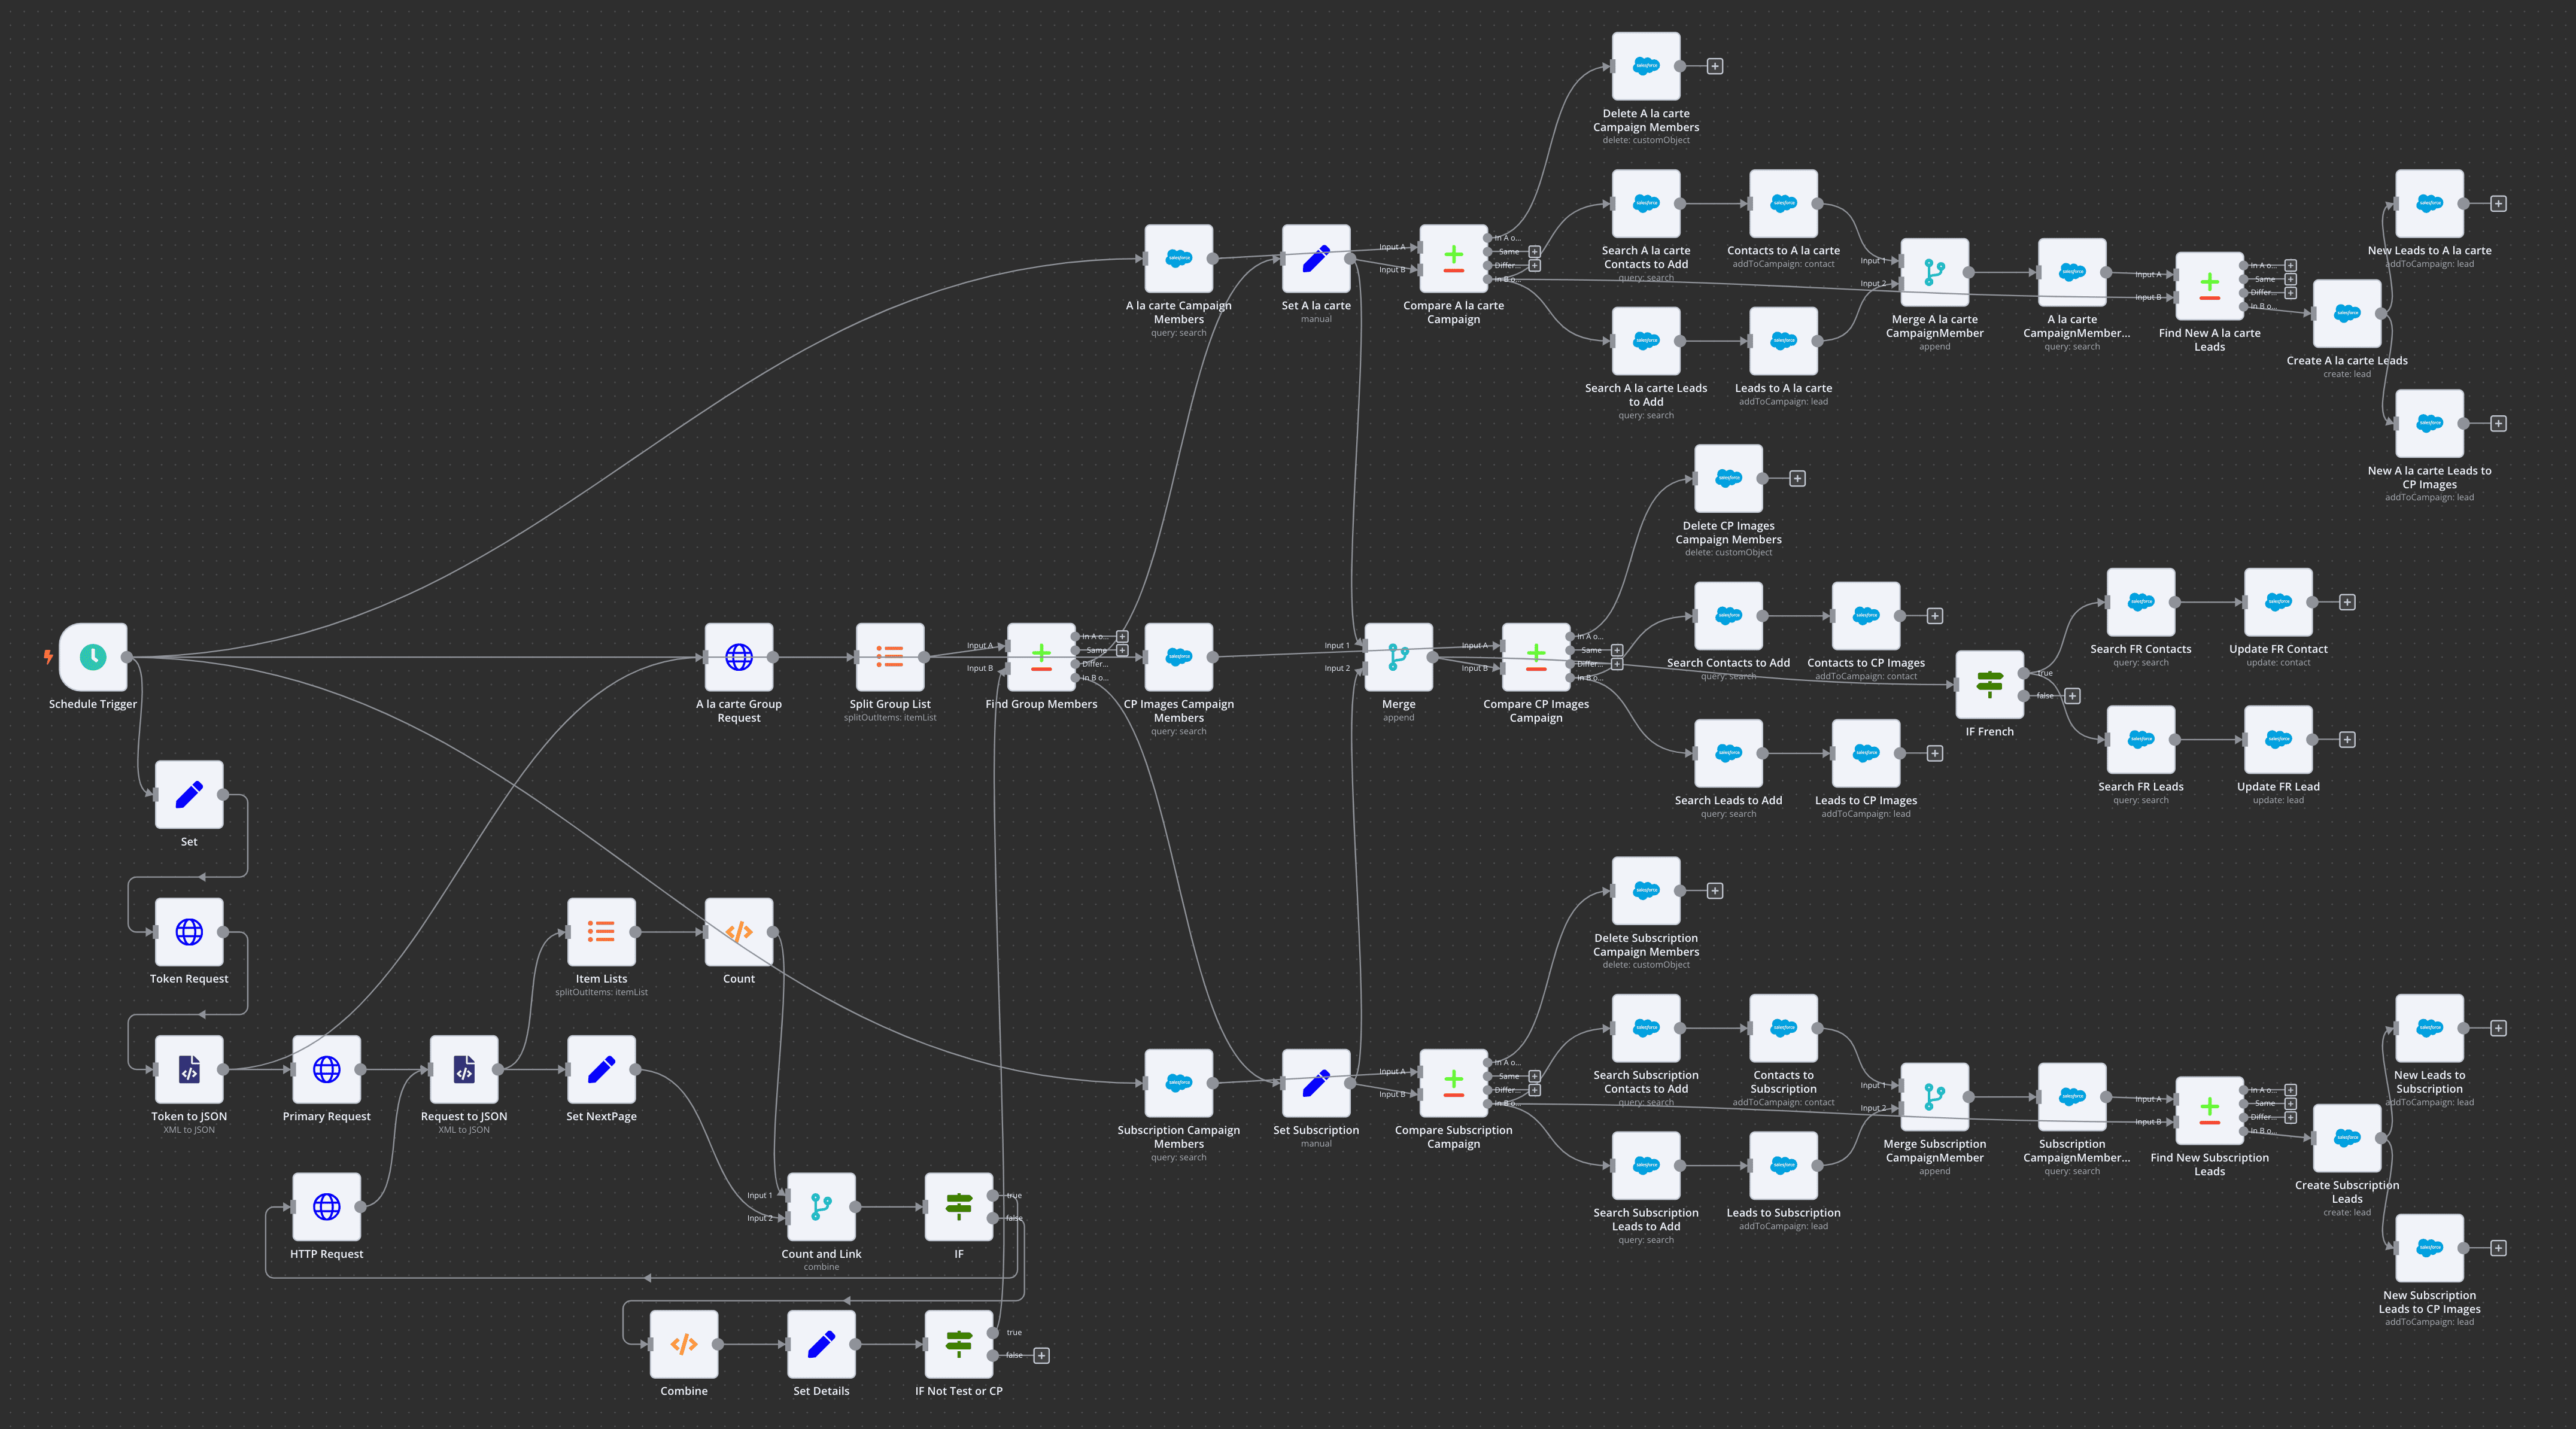 Delete A la carte
Campaign Members
delete: customObject
Search A la carte
Contacts to Add
query: search
Contacts to A la carte
addToCampaign: contact
New Leads to A la carte
addToCampaign: lead
A la carte Campaign
Members
query: search
Set A la carte
manual
Input A
Input B
Compare A la carte
Campaign
In A o...
Same
Differ...
In B o...
Input 1
Input 2
Merge A la carte
CampaignMember
append
A la carte
CampaignMember...
query: search
Input A
Input B
Find New A la carte
Leads
In A o...
Same
Differ...
In B o...
Create A la carte Leads
create: lead
Search A la carte Leads
to Add
query: search
Leads to A la carte
addToCampaign: lead
New A la carte Leads to
CP Images
addToCampaign: lead
Delete CP Images
Campaign Members
delete: customObject
Schedule Trigger
A la carte Group
Request
Split Group List
splitOutItems: itemList
Input A
Input B
Find Group Members
In A o...
Same
Differ...
In B o...
CP Images Campaign
Members
query: search
Input 1
Input 2
Merge
append
Input A
Input B
Compare CP Images
Campaign
In A o...
Same
Differ...
In B o...
Search Contacts to Add
query: search
Contacts to CP Images
addToCampaign: contact
IF French
true
false
Search FR Contacts
query: search
Update FR Contact
update: contact
Search Leads to Add
query: search
Leads to CP Images
addToCampaign: lead
Search FR Leads
query: search
Update FR Lead
update: lead
Set
Token Request
Item Lists
splitOutItems: itemList
Count
Delete Subscription
Campaign Members
delete: customObject
Token to JSON
XML to JSON
Primary Request
Request to JSON
XML to JSON
Set NextPage
Subscription Campaign
Members
query: search
Set Subscription
manual
Input A
Input B
Compare Subscription
Campaign
In A o...
Same
Differ...
In B o...
Search Subscription
Contacts to Add
query: search
Contacts to
Subscription
addToCampaign: contact
Input 1
Input 2
Merge Subscription
CampaignMember
append
Subscription
CampaignMember...
query: search
Input A
Input B
Find New Subscription
Leads
In A o...
Same
Differ...
In B o...
Create Subscription
Leads
create: lead
New Leads to
Subscription
addToCampaign: lead
HTTP Request
Input 1
Input 2
Count and Link
combine
IF
true
false
Search Subscription
Leads to Add
query: search
Leads to Subscription
addToCampaign: lead
New Subscription
Leads to CP Images
addToCampaign: lead
Combine
Set Details
IF Not Test or CP
true
false